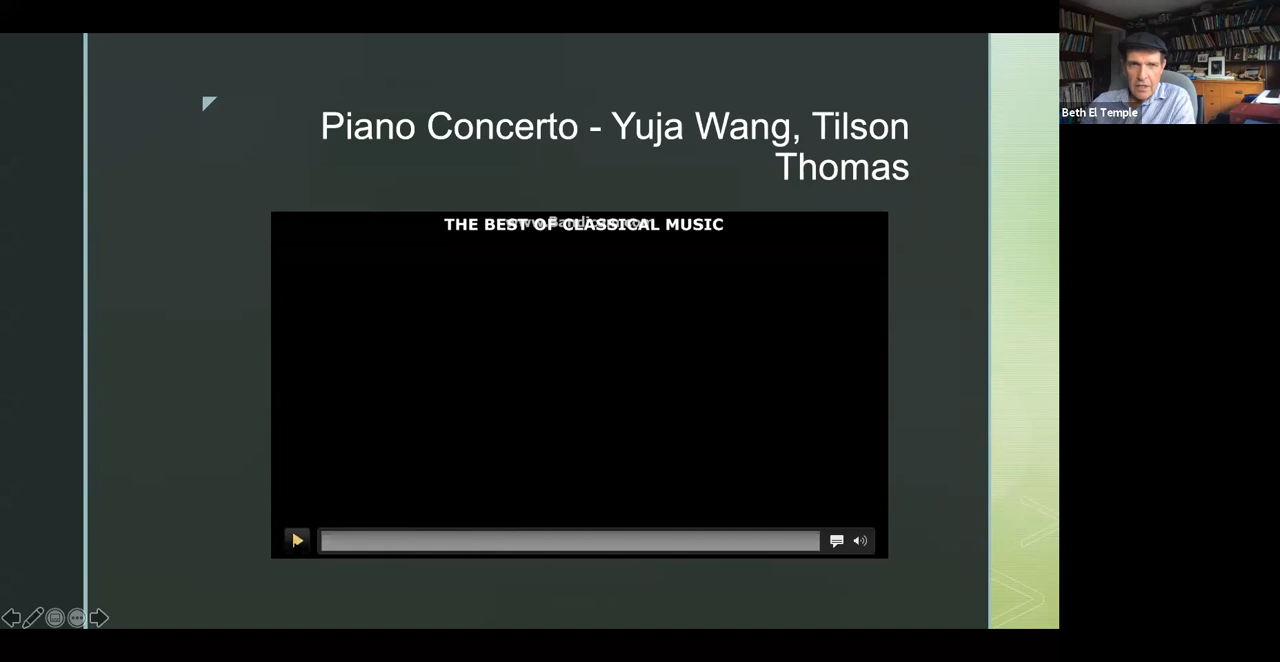 Piano Concerto - Yuja Wang, Tilson
Thomas
THE BEST OF CLASSICAL MUSIC
Beth El Temple